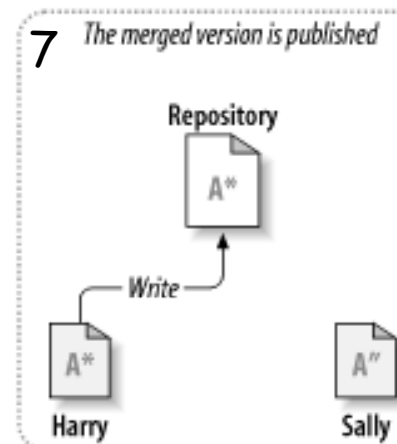 7 The merged version is published
Repository
A*
Write
A*
A"
Harry
Sally